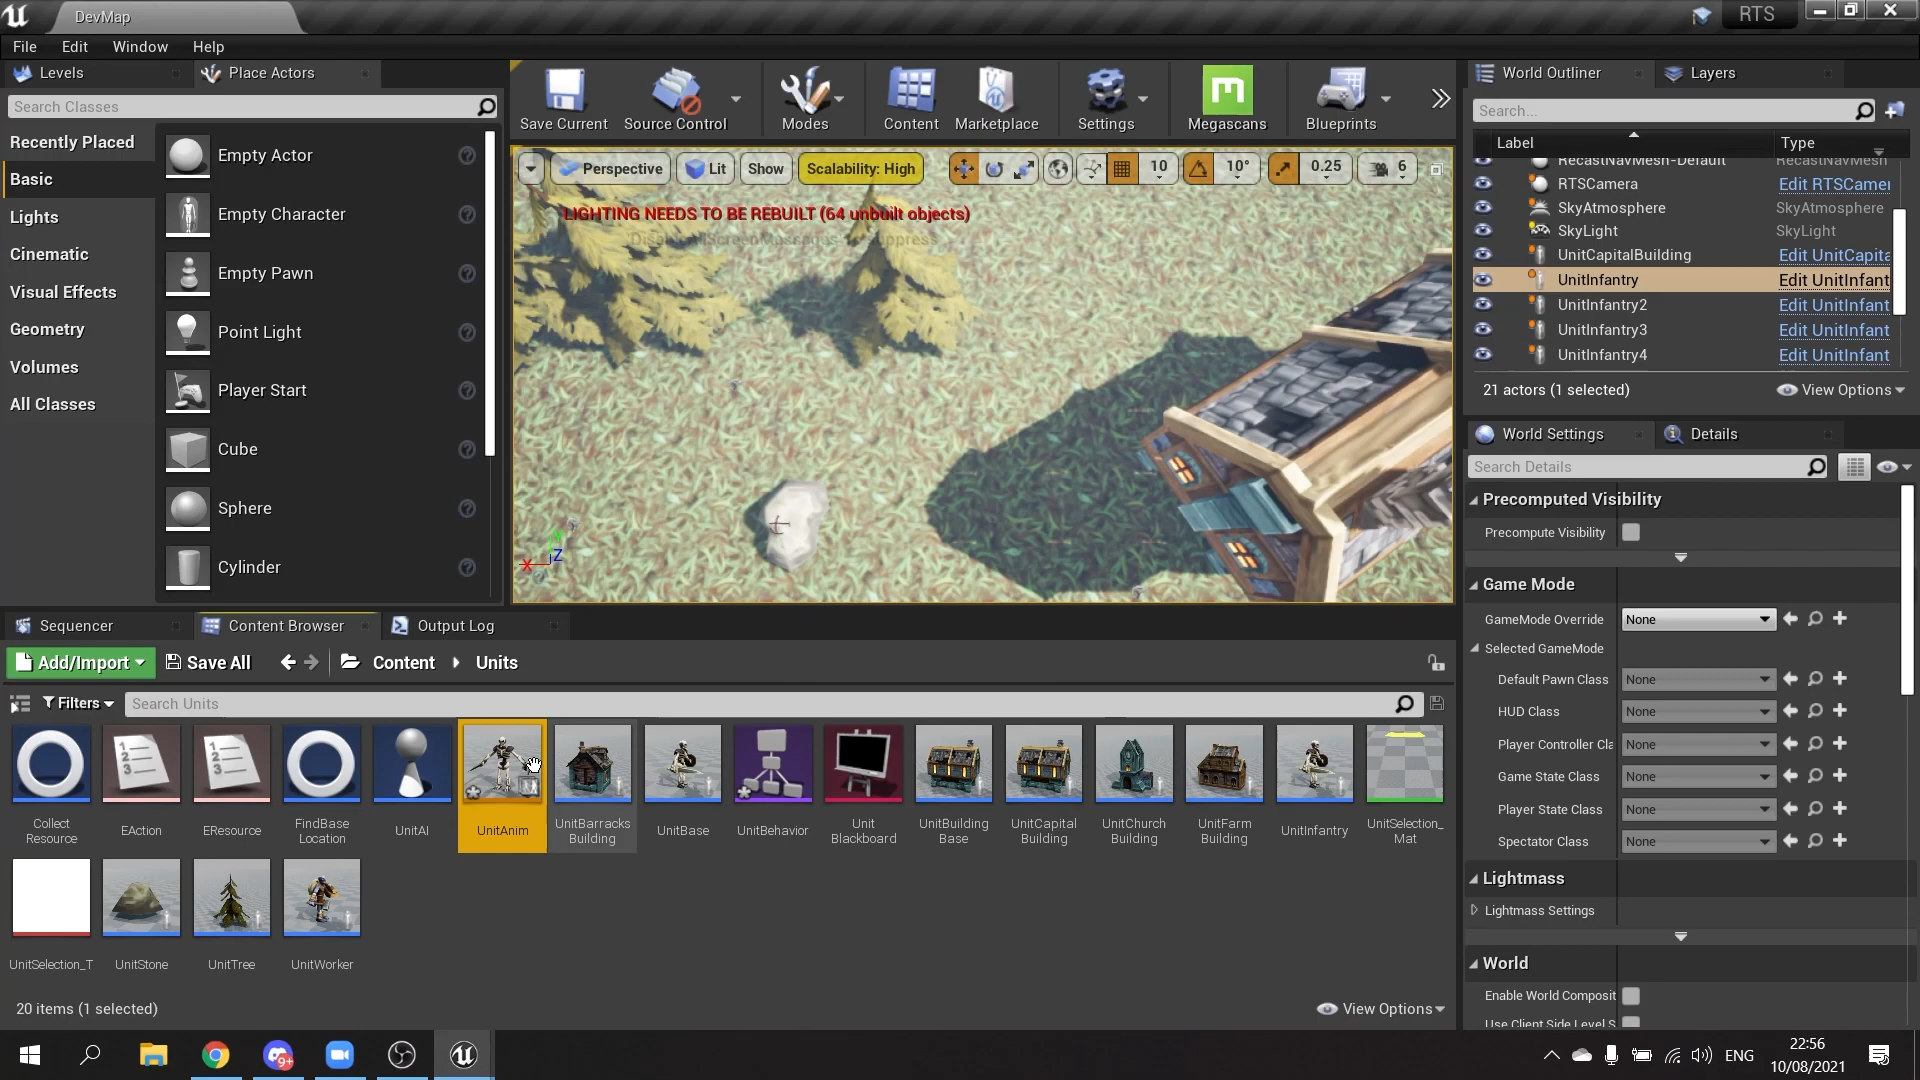 DevMap
RTS
File Edit Window Help
Levels
Place Actors
Search Classes
Recently Placed
Basic
Lights
Cinematic
Visual Effects
Geometry
Volumes
All Classes
Empty Actor
Empty Character
Empty Pawn
Point Light
Player Start
Cube
Sphere
Cylinder
Save Current
Source Control
Modes
Content
Marketplace
Settings
Megascans
Blueprints
Perspective
Lit
Show
Scalability: High
10
10°
0.25
6
LIGHTING NEEDS TO BE REBUILT (64 unbuilt objects)
X
Z
World Outliner
Layers
Search...
Label Type
RecastNavMesh-Default RecastNavMesh
RTSCamera Edit RTSCamer
SkyAtmosphere SkyAtmosphere
SkyLight SkyLight
UnitCapitalBuilding Edit UnitCapita
UnitInfantry Edit UnitInfant
UnitInfantry2 Edit UnitInfant
UnitInfantry3 Edit UnitInfant
UnitInfantry4 Edit UnitInfant
21 actors (1 selected)
View Options
World Settings
Details
Search Details
Precomputed Visibility
Precompute Visibility
Game Mode
GameMode Override None
Selected GameMode
Default Pawn Class None
HUD Class None
Player Controller Cla None
Game State Class None
Player State Class None
Spectator Class None
Lightmass
Lightmass Settings
World
Enable World Composit
Use Client Side Level S
Sequencer
Content Browser
Output Log
Add/Import
Save All
Content
Units
Filters
Search Units
Collect Resource
EAction
EResource
FindBase Location
UnitAI
UnitAnim
UnitBarracks Building
UnitBase
UnitBehavior
Unit Blackboard
UnitBuilding Base
UnitCapital Building
UnitChurch Building
UnitFarm Building
UnitInfantry
UnitSelection_ Mat
UnitSelection_T
UnitStone
UnitTree
UnitWorker
20 items (1 selected)
View Options
9+
ENG
22:56
10/08/2021